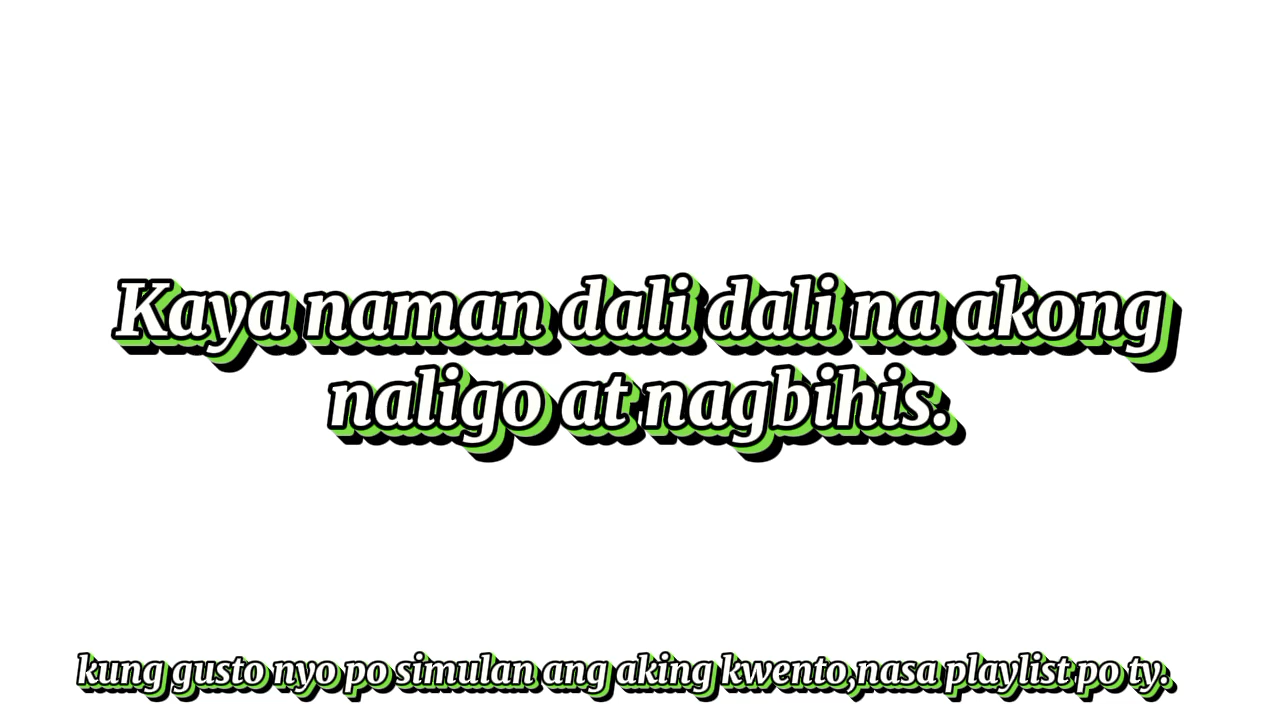 Kaya naman dali dali na akong
naligo at nagbihis.
kung gusto nyo po simulan ang aking kwento,nasa playlist po ty.